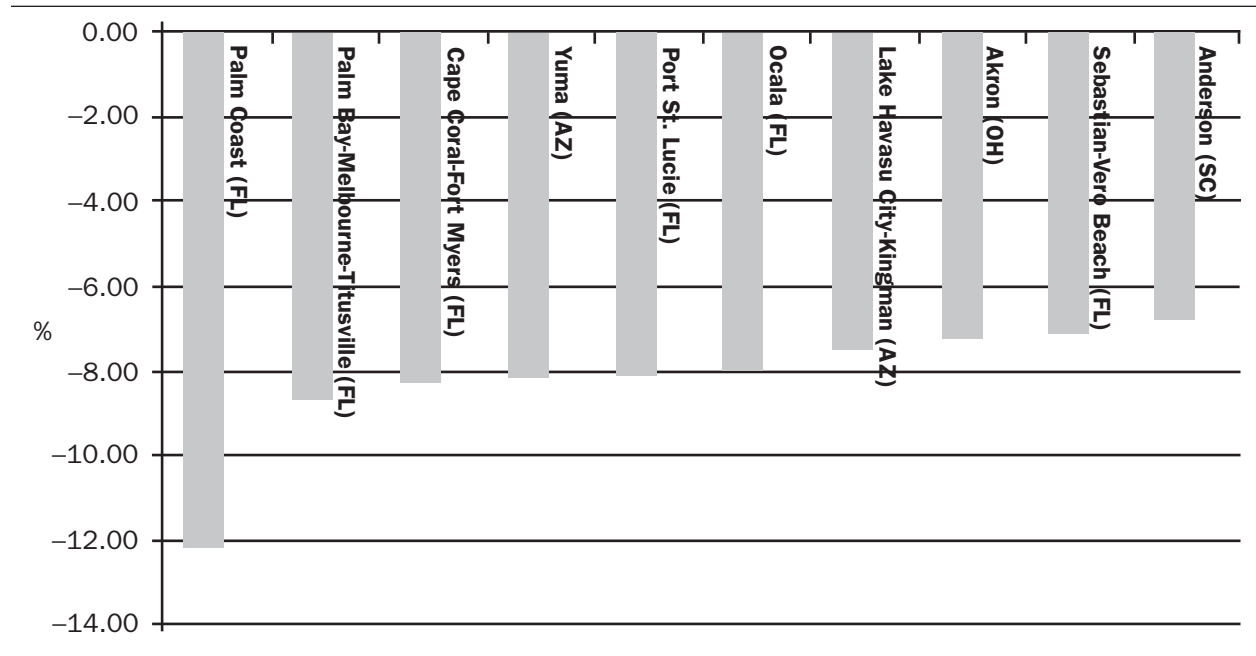 0.00
–2.00
–4.00
–6.00
%
–8.00
–10.00
–12.00
–14.00
Palm Coast (FL)
Palm Bay-Melbourne-Titusville (FL)
Cape Coral-Fort Myers (FL)
Yuma (AZ)
Port St. Lucie (FL)
Ocala (FL)
Lake Havasu City-Kingman (AZ)
Akron (OH)
Sebastian-Vero Beach (FL)
Anderson (SC)